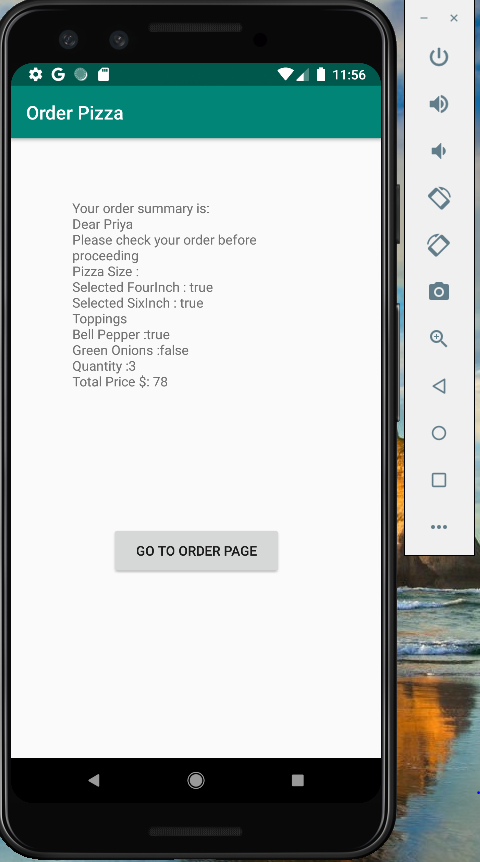 11:56
Order Pizza
Your order summary is:
Dear Priya
Please check your order before
proceeding
Pizza Size :
Selected FourInch : true
Selected SixInch : true
Toppings
Bell Pepper :true
Green Onions :false
Quantity :3
Total Price $: 78
GO TO ORDER PAGE